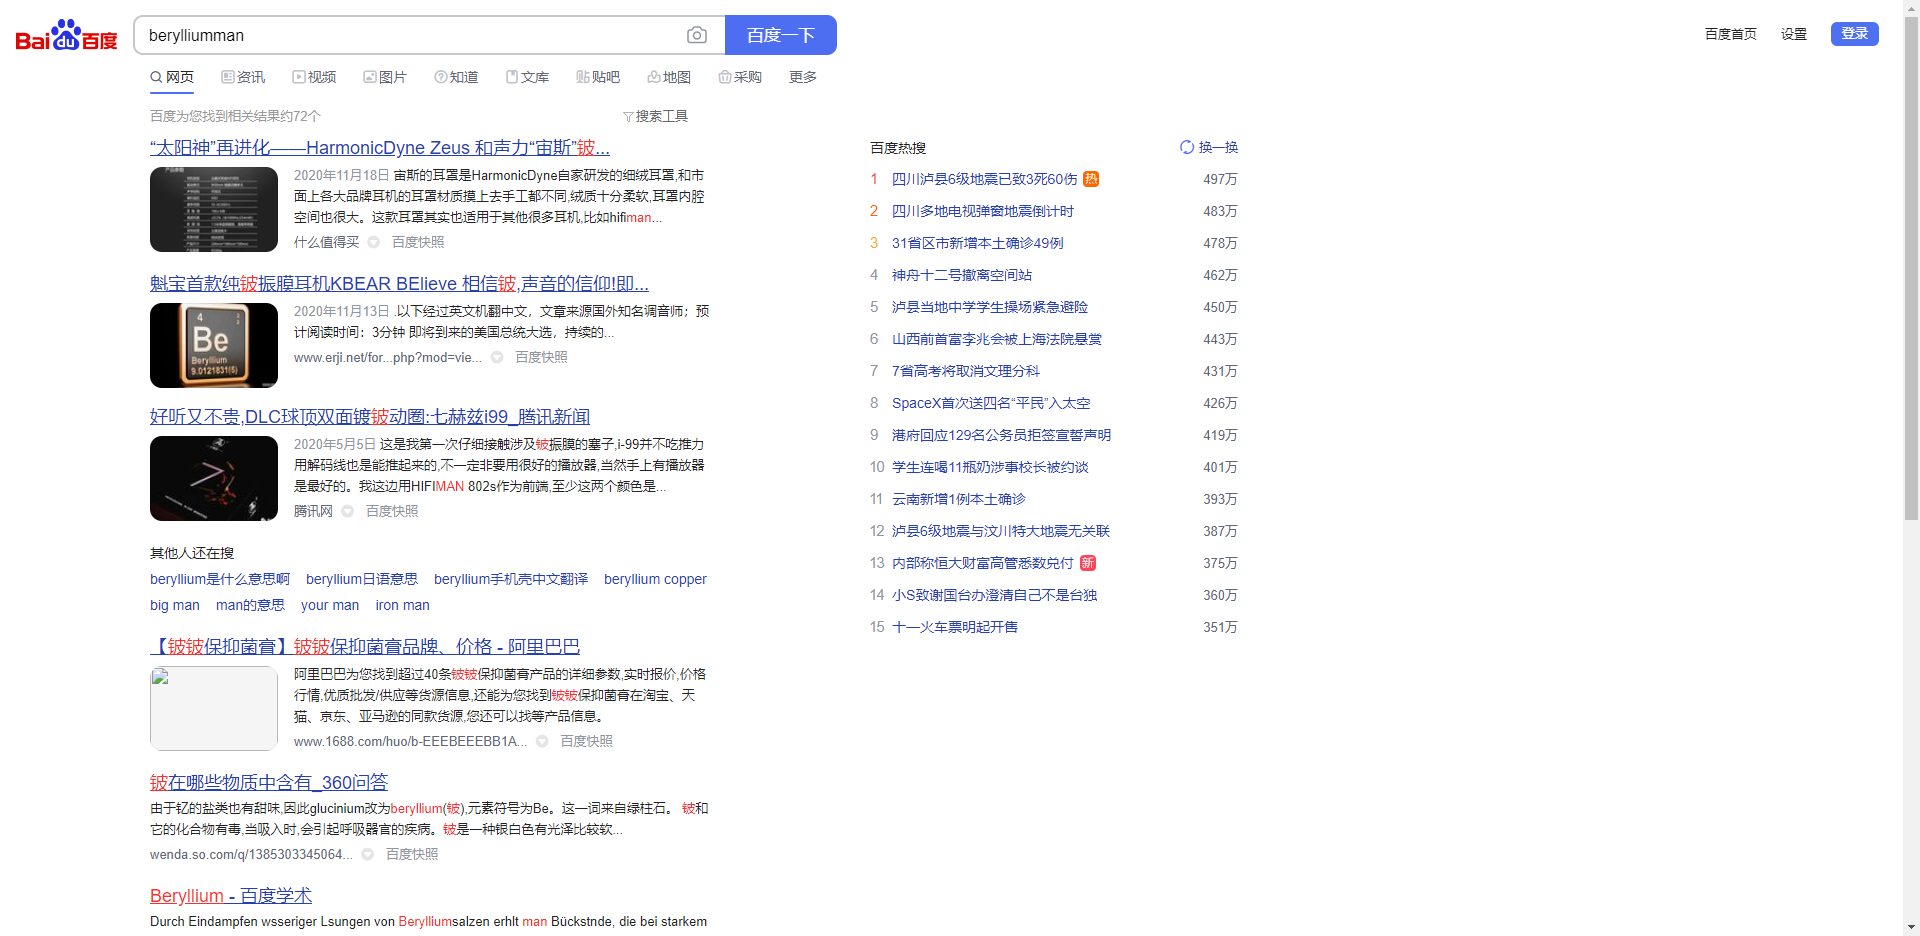 Bai du 百度
berylliumman
百度一下
百度首页 设置 登录
网页 资讯 视频 图片 知道 文库 贴吧 地图 采购 更多
百度为您找到相关结果约72个
搜索工具
“太阳神”再进化——HarmonicDyne Zeus 和声力“宙斯”铍...
2020年11月18日 宙斯的耳罩是HarmonicDyne自家研发的细绒耳罩,和市
面上各大品牌耳机的耳罩材质摸上去手工都不同,绒质十分柔软,耳罩内腔
空间也很大。这款耳罩其实也适用于其他很多耳机,比如hifiman...
什么值得买 百度快照
魁宝首款纯铍振膜耳机KBEAR BElieve 相信铍,声音的信仰!即...
4
Be
Beryllium
9.0121831(5)
2020年11月13日 .以下经过英文机翻中文，文章来源国外知名调音师；预
计阅读时间：3分钟 即将到来的美国总统大选，持续的...
www.erji.net/for...php?mod=vie... 百度快照
好听又不贵,DLC球顶双面镀铍动圈:七赫兹i99_腾讯新闻
2020年5月5日 这是我第一次仔细接触涉及铍振膜的塞子,i-99并不吃推力
用解码线也是能推起来的,不一定非要用很好的播放器,当然手上有播放器
是最好的。我这边用HIFIMAN 802s作为前端,至少这两个颜色是...
腾讯网 百度快照
其他人还在搜
beryllium是什么意思啊 beryllium日语意思 beryllium手机壳中文翻译 beryllium copper
big man man的意思 your man iron man
【铍铍保抑菌膏】铍铍保抑菌膏品牌、价格 - 阿里巴巴
阿里巴巴为您找到超过40条铍铍保抑菌膏产品的详细参数,实时报价,价格
行情,优质批发/供应等货源信息,还能为您找到铍铍保抑菌膏在淘宝、天
猫、京东、亚马逊的同款货源,您还可以找等产品信息。
www.1688.com/huo/b-EEEBEEEBB1A... 百度快照
铍在哪些物质中含有_360问答
由于钇的盐类也有甜味,因此glucinium改为beryllium(铍),元素符号为Be。这一词来自绿柱石。 铍和
它的化合物有毒,当吸入时,会引起呼吸器官的疾病。铍是一种银白色有光泽比较软...
wenda.so.com/q/1385303345064... 百度快照
Beryllium - 百度学术
Durch Eindampfen wsseriger Lsungen von Berylliumsalzen erhlt man Bückstnde, die bei starkem
百度热搜 换一换
1 四川泸县6级地震已致3死60伤 热 497万
2 四川多地电视弹窗地震倒计时 483万
3 31省区市新增本土确诊49例 478万
4 神舟十二号撤离空间站 462万
5 泸县当地中学学生操场紧急避险 450万
6 山西前首富李兆会被上海法院悬赏 443万
7 7省高考将取消文理分科 431万
8 SpaceX首次送四名“平民”入太空 426万
9 港府回应129名公务员拒签宣誓声明 419万
10 学生连喝11瓶奶涉事校长被约谈 401万
11 云南新增1例本土确诊 393万
12 泸县6级地震与汶川特大地震无关联 387万
13 内部称恒大财富高管悉数兑付 新 375万
14 小S致谢国台办澄清自己不是台独 360万
15 十一火车票明起开售 351万